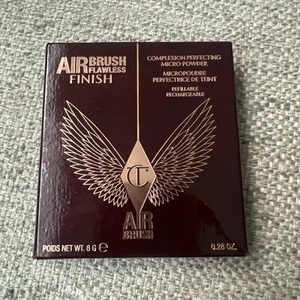 AIRBRUSH
FLAWLESS
FINISH
COMPLEXION PERFECTING
MICRO POWDER
MICROPOUDRE
PERFECTRICE DE TEINT
REFILLABLE
RECHARGEABLE
CT
AIR
BRUSH
POIDS NET WT. 8 G ℮
0.28 OZ.